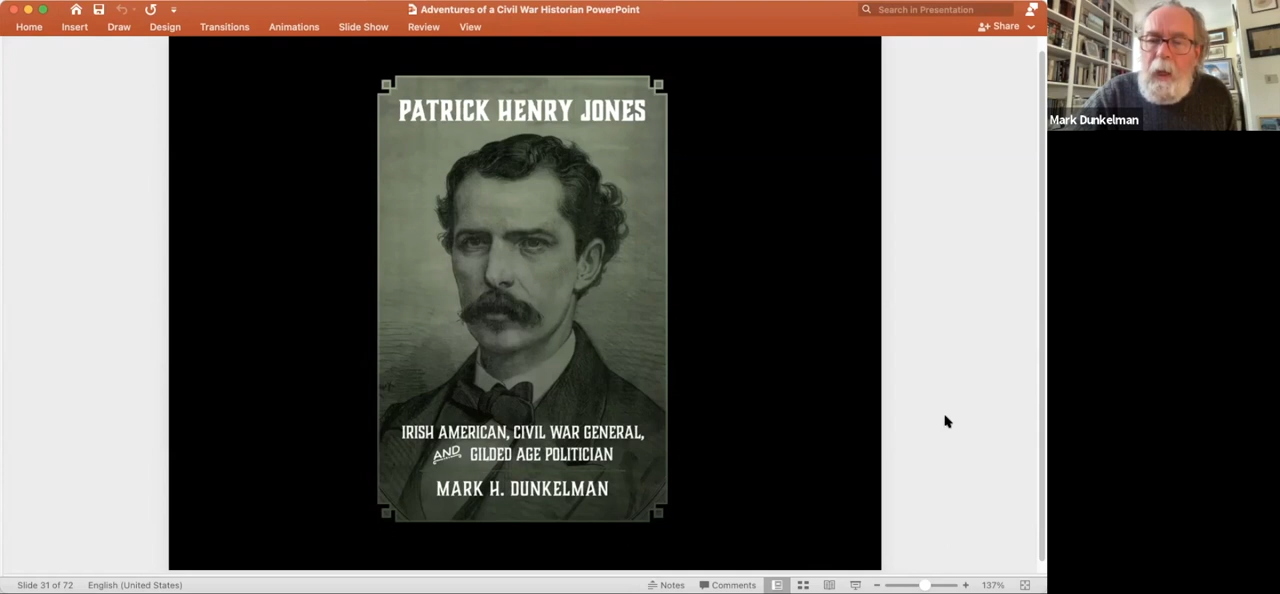 Adventures of a Civil War Historian PowerPoint
Search in Presentation
Home Insert Draw Design Transitions Animations Slide Show Review View
Share
PATRICK HENRY JONES
IRISH AMERICAN, CIVIL WAR GENERAL,
AND GILDED AGE POLITICIAN
MARK H. DUNKELMAN
Mark Dunkelman
Slide 31 of 72 English (United States) Notes Comments 137%